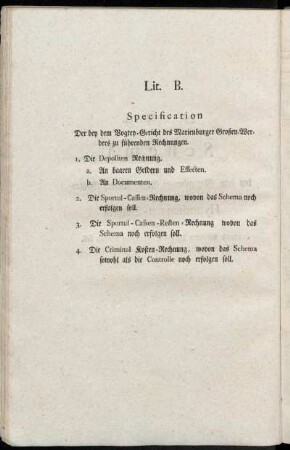 Lit. B.
Specification
Der bey dem Vogtey-Gericht des Marienburger Grossen-Wer-
ders zu führenden Rechnungen.
1. Die Depositen Rechnung.
a. An baaren Geldern und Effecten.
b. An Documenten.
2. Die Sportul-Cassen-Rechnung, wovon das Schema noch
erfolgen soll.
3. Die Sportul-Cassen-Resten-Rechnung wovon das
Schema noch erfolgen soll.
4. Die Criminal Kosten-Rechnung, wovon das Schema
sowohl als die Controlle noch erfolgen soll.